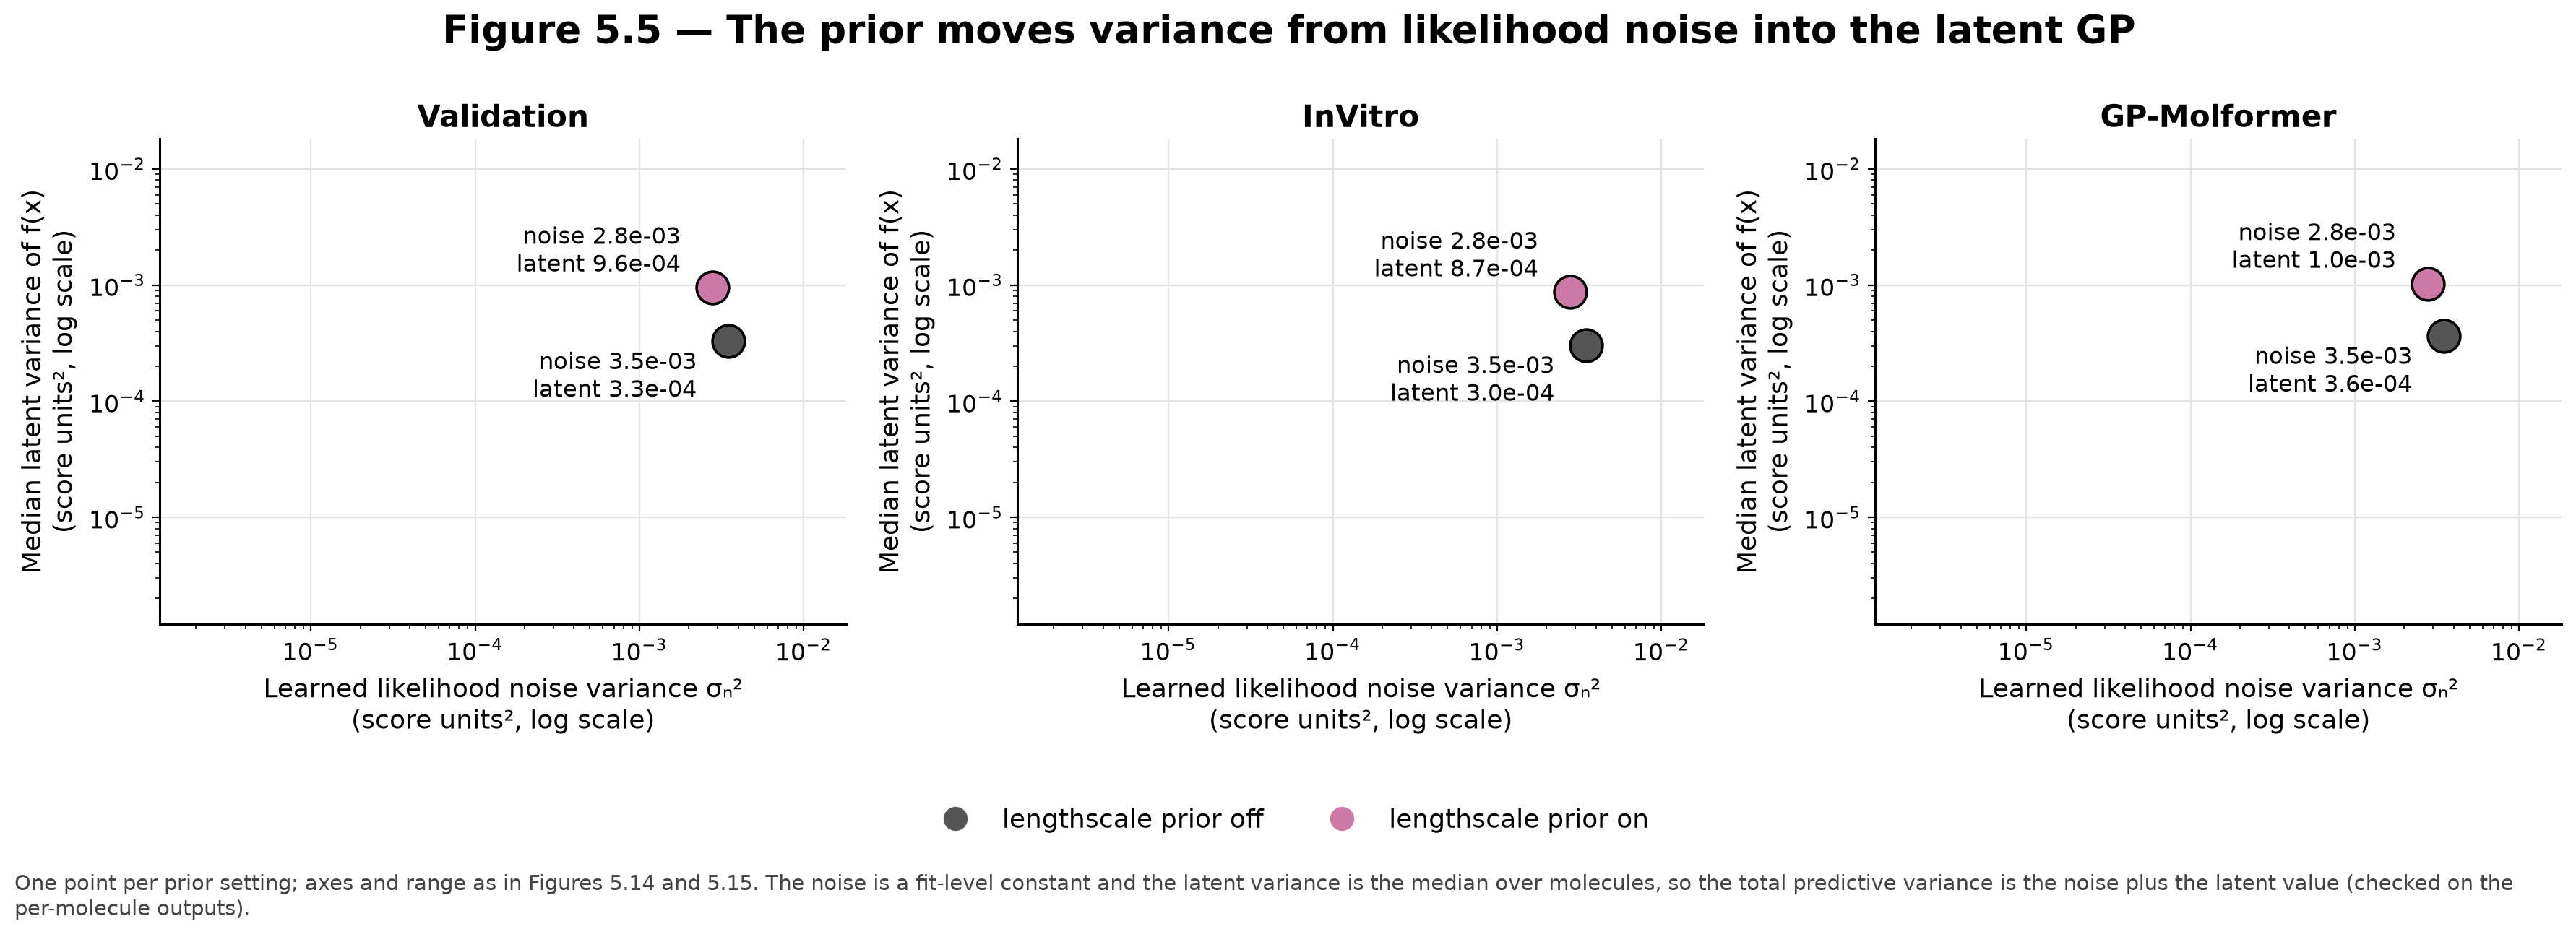 Figure 5.5 — The prior moves variance from likelihood noise into the latent GP
Validation
Median latent variance of f(x)
(score units², log scale)
10⁻²
10⁻³
10⁻⁴
10⁻⁵
noise 2.8e-03
latent 9.6e-04
noise 3.5e-03
latent 3.3e-04
10⁻⁵ 10⁻⁴ 10⁻³ 10⁻²
Learned likelihood noise variance σₙ²
(score units², log scale)
InVitro
Median latent variance of f(x)
(score units², log scale)
10⁻²
10⁻³
10⁻⁴
10⁻⁵
noise 2.8e-03
latent 8.7e-04
noise 3.5e-03
latent 3.0e-04
10⁻⁵ 10⁻⁴ 10⁻³ 10⁻²
Learned likelihood noise variance σₙ²
(score units², log scale)
GP-Molformer
Median latent variance of f(x)
(score units², log scale)
10⁻²
10⁻³
10⁻⁴
10⁻⁵
noise 2.8e-03
latent 1.0e-03
noise 3.5e-03
latent 3.6e-04
10⁻⁵ 10⁻⁴ 10⁻³ 10⁻²
Learned likelihood noise variance σₙ²
(score units², log scale)
lengthscale prior off
lengthscale prior on
One point per prior setting; axes and range as in Figures 5.14 and 5.15. The noise is a fit-level constant and the latent variance is the median over molecules, so the total predictive variance is the noise plus the latent value (checked on the
per-molecule outputs).